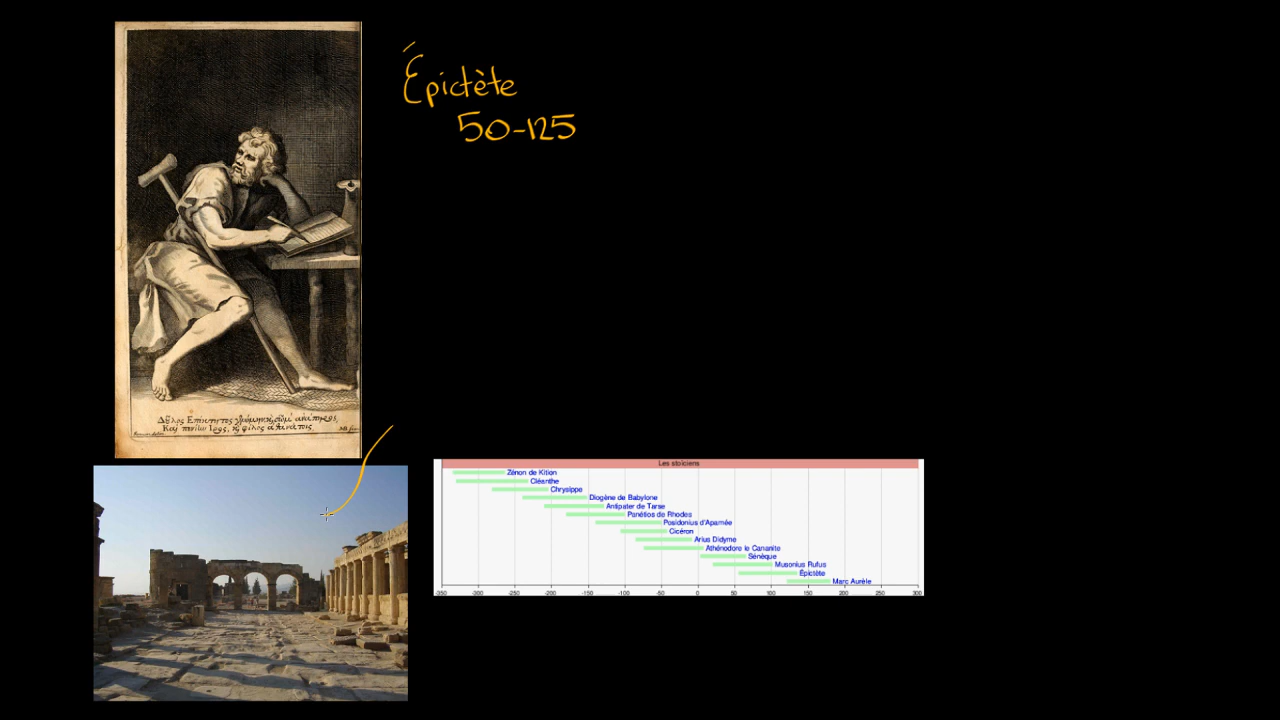 Épictète
50-125
Les stoïciens
Zénon de Kition
Cléanthe
Chrysippe
Diogène de Babylone
Antipater de Tarse
Panétios de Rhodes
Posidonius d'Apamée
Cicéron
Arius Didyme
Athénodore le Cananite
Sénèque
Musonius Rufus
Épictète
Marc Aurèle
-350 -300 -250 -200 -150 -100 -50 0 50 100 150 200 250 300